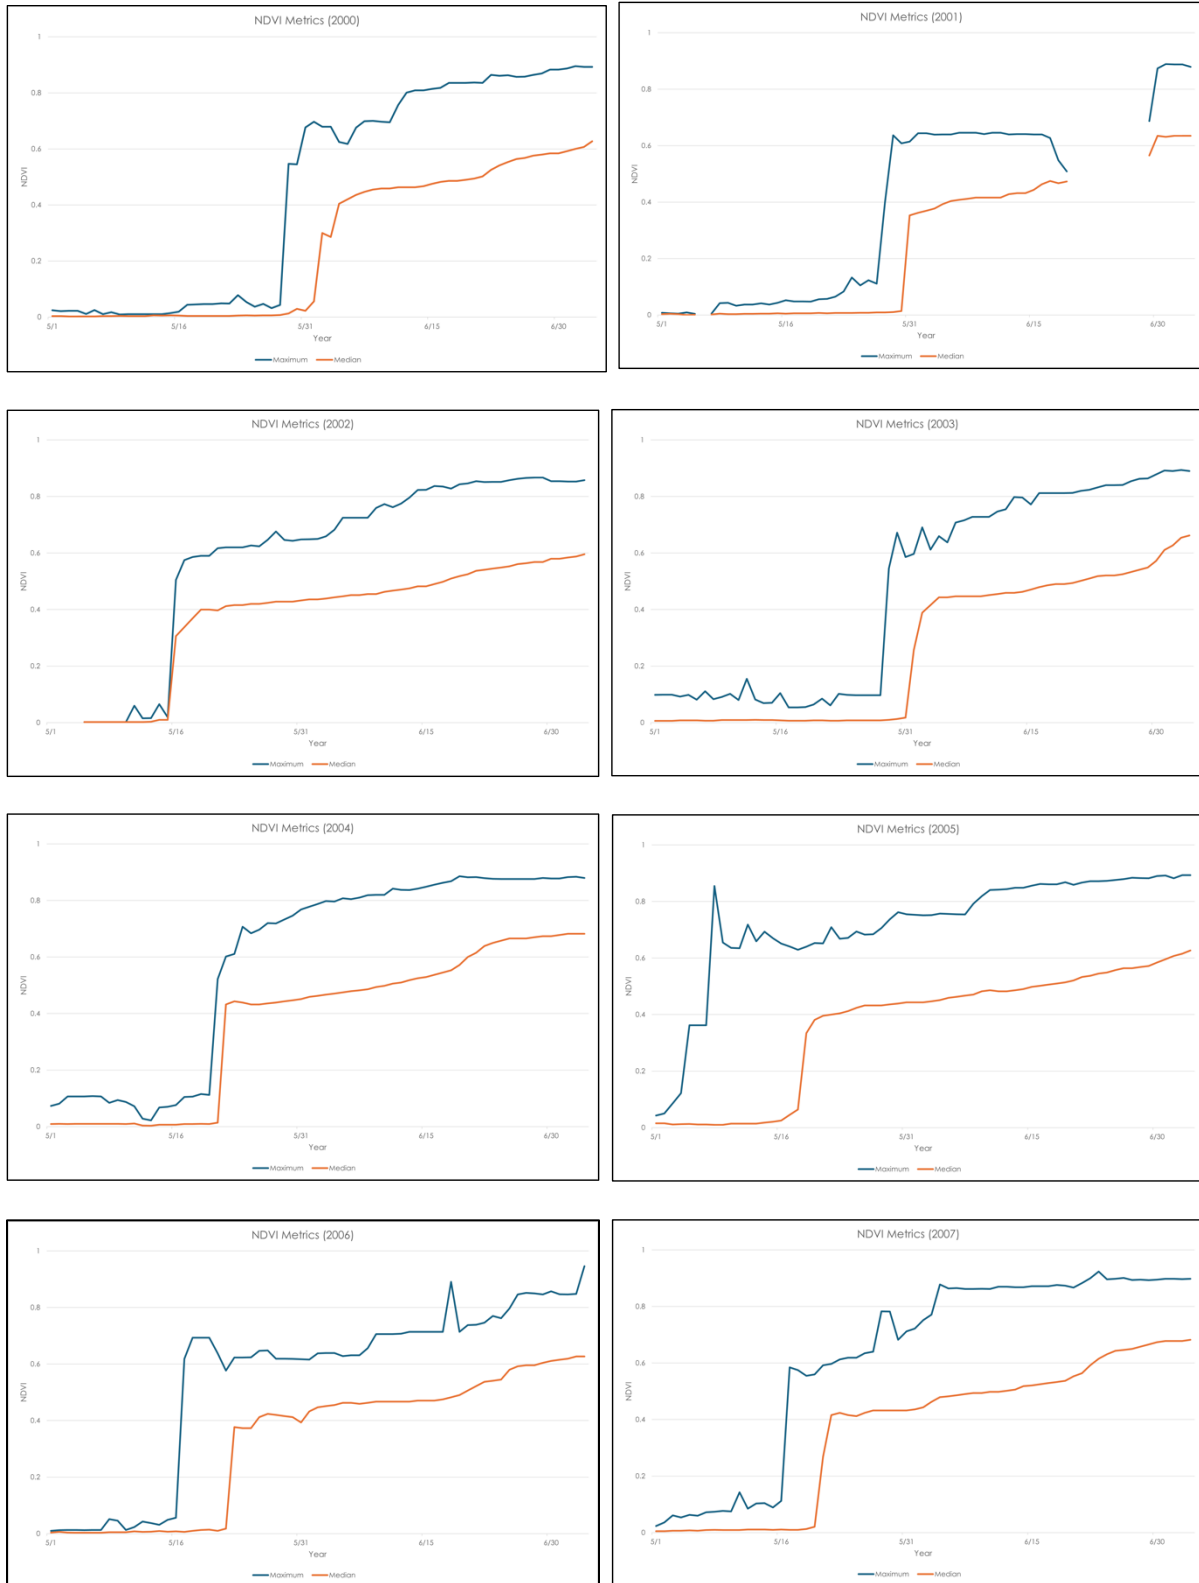 NDVI Metrics (2000)
1
0.8
0.6
NDVI
0.4
0.2
0
5/1 5/16 5/31 6/15 6/30
Year
Maximum Median
NDVI Metrics (2001)
1
0.8
0.6
NDVI
0.4
0.2
0
5/1 5/16 5/31 6/15 6/30
Year
Maximum Median
NDVI Metrics (2002)
1
0.8
0.6
NDVI
0.4
0.2
0
5/1 5/16 5/31 6/15 6/30
Year
Maximum Median
NDVI Metrics (2003)
1
0.8
0.6
NDVI
0.4
0.2
0
5/1 5/16 5/31 6/15 6/30
Year
Maximum Median
NDVI Metrics (2004)
1
0.8
0.6
NDVI
0.4
0.2
0
5/1 5/16 5/31 6/15 6/30
Year
Maximum Median
NDVI Metrics (2005)
1
0.8
0.6
NDVI
0.4
0.2
0
5/1 5/16 5/31 6/15 6/30
Year
Maximum Median
NDVI Metrics (2006)
1
0.8
0.6
NDVI
0.4
0.2
0
5/1 5/16 5/31 6/15 6/30
Year
Maximum Median
NDVI Metrics (2007)
1
0.8
0.6
NDVI
0.4
0.2
0
5/1 5/16 5/31 6/15 6/30
Year
Maximum Median